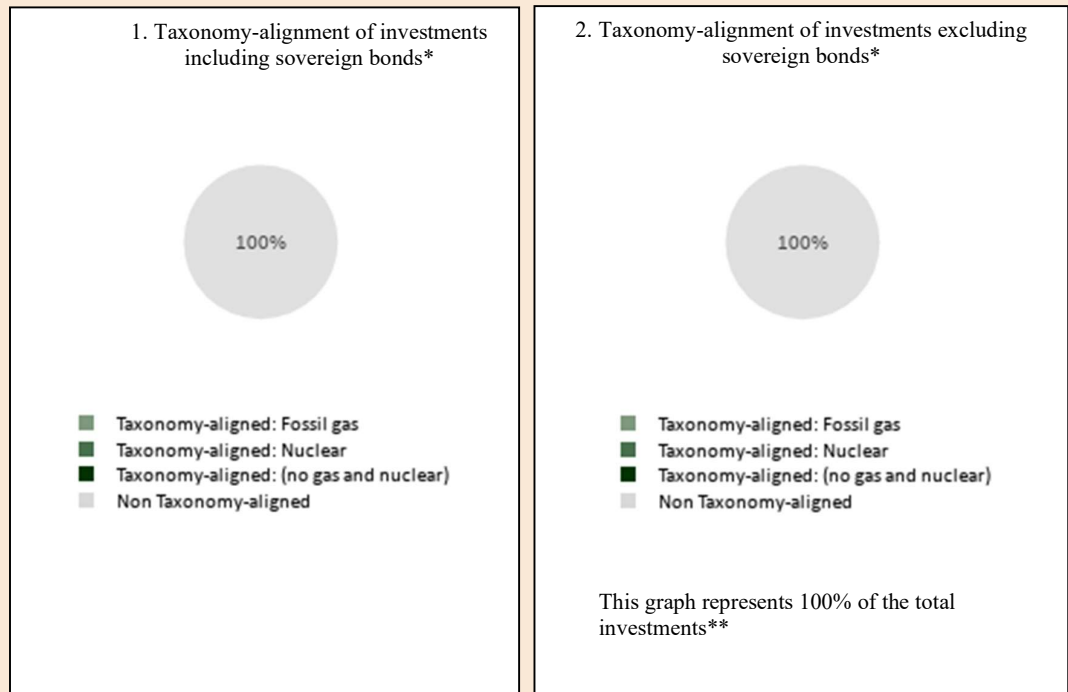 1. Taxonomy-alignment of investments
including sovereign bonds*
100%
Taxonomy-aligned: Fossil gas
Taxonomy-aligned: Nuclear
Taxonomy-aligned: (no gas and nuclear)
Non Taxonomy-aligned
2. Taxonomy-alignment of investments excluding
sovereign bonds*
100%
Taxonomy-aligned: Fossil gas
Taxonomy-aligned: Nuclear
Taxonomy-aligned: (no gas and nuclear)
Non Taxonomy-aligned
This graph represents 100% of the total
investments**